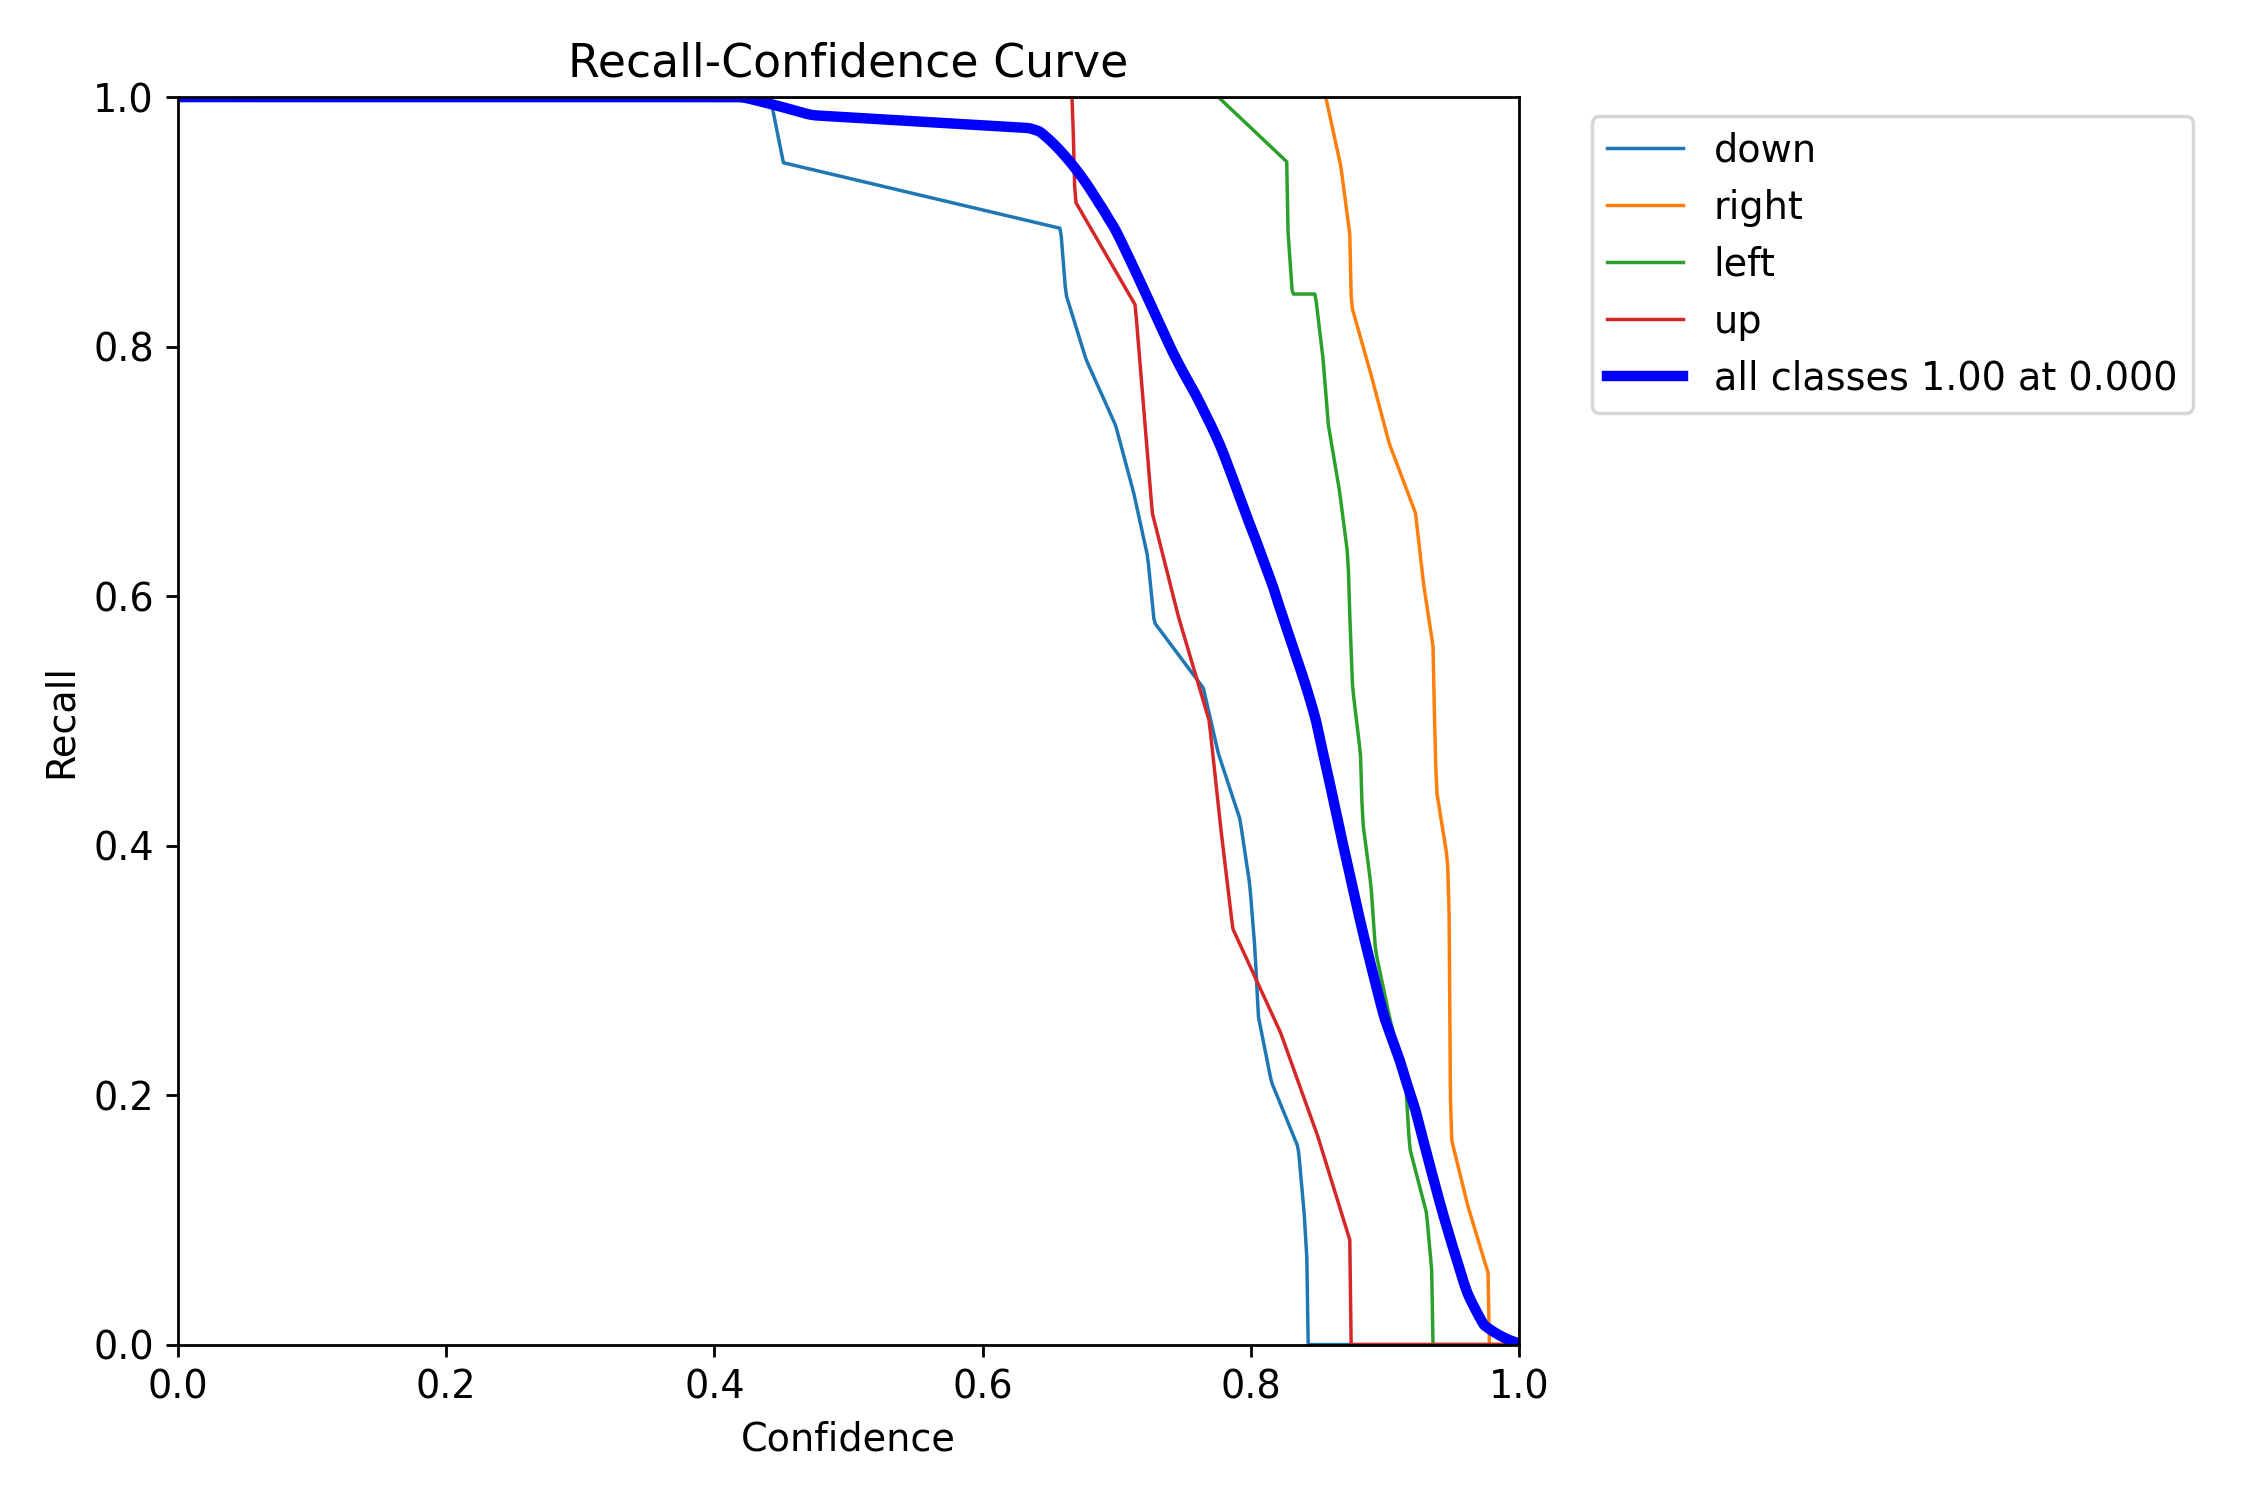 Recall-Confidence Curve
1.0
0.8
0.6
0.4
0.2
0.0
Recall
0.0 0.2 0.4 0.6 0.8 1.0
Confidence
down
right
left
up
all classes 1.00 at 0.000